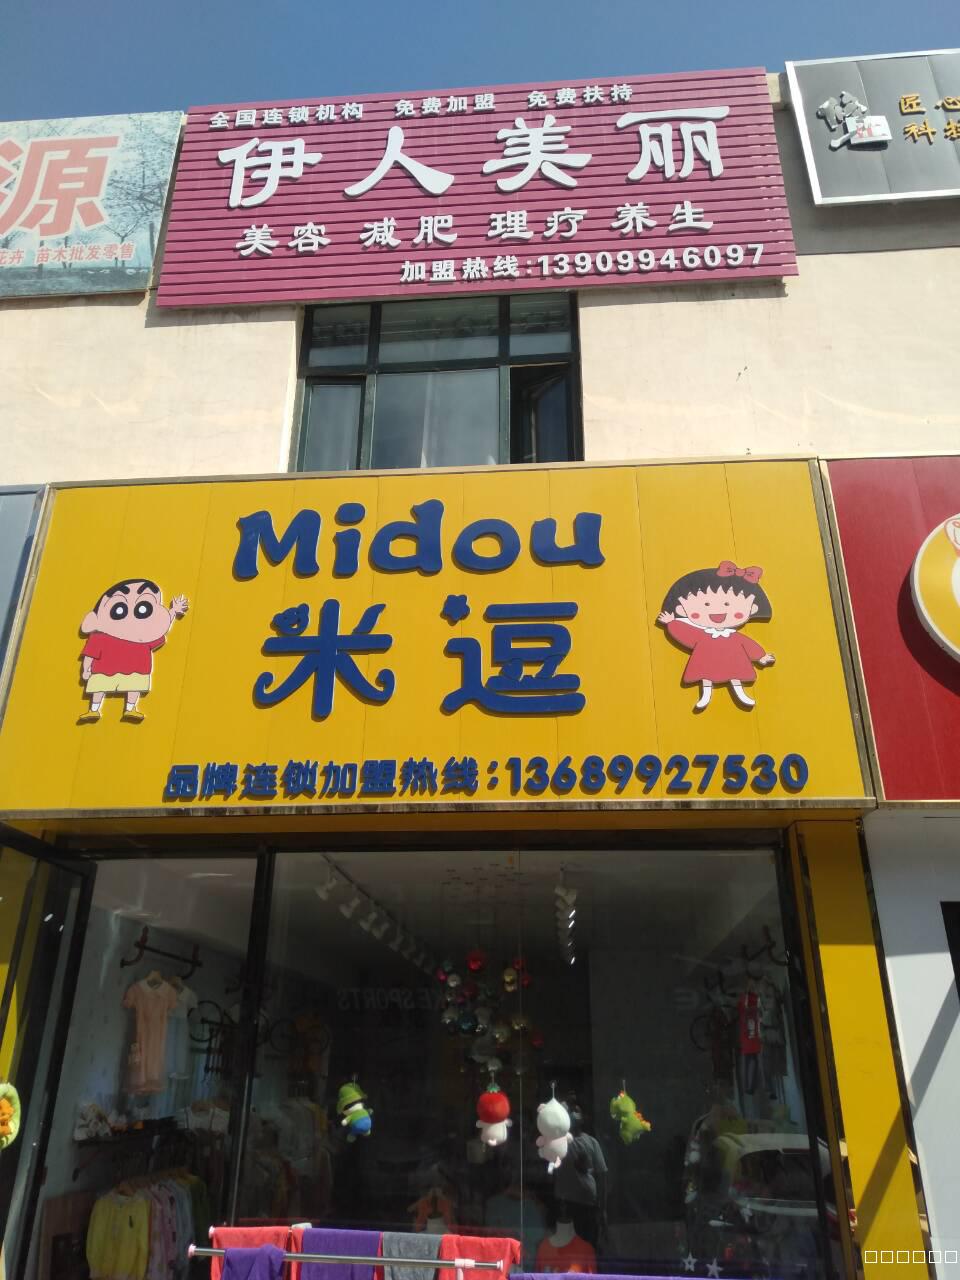 全国连锁机构 免费加盟 免费扶持
伊人美丽
美容 减肥 理疗 养生
加盟热线:13909946097
源
花卉 苗木批发零售
匠心
Midou
米逗
品牌连锁加盟热线:13689927530